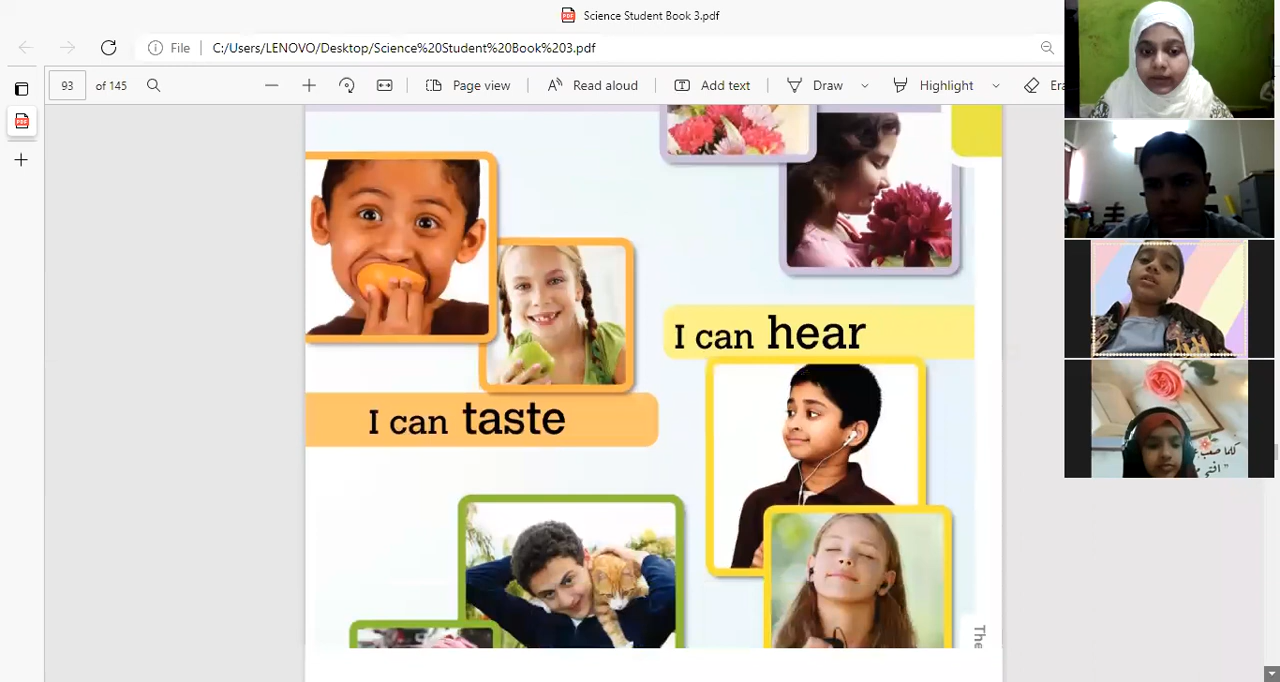 Science Student Book 3.pdf
File
C:/Users/LENOVO/Desktop/Science%20Student%20Book%203.pdf
93 of 145
Page view
Read aloud
Add text
Draw
Highlight
Era
I can hear
I can taste
The